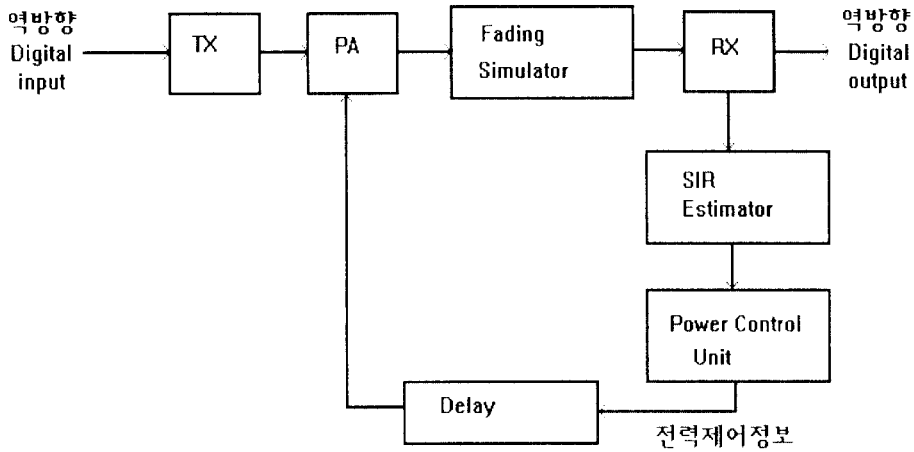 역방향
Digital
input
TX
PA
Fading
Simulator
RX
역방향
Digital
output
SIR
Estimator
Power Control
Unit
Delay
전력제어정보